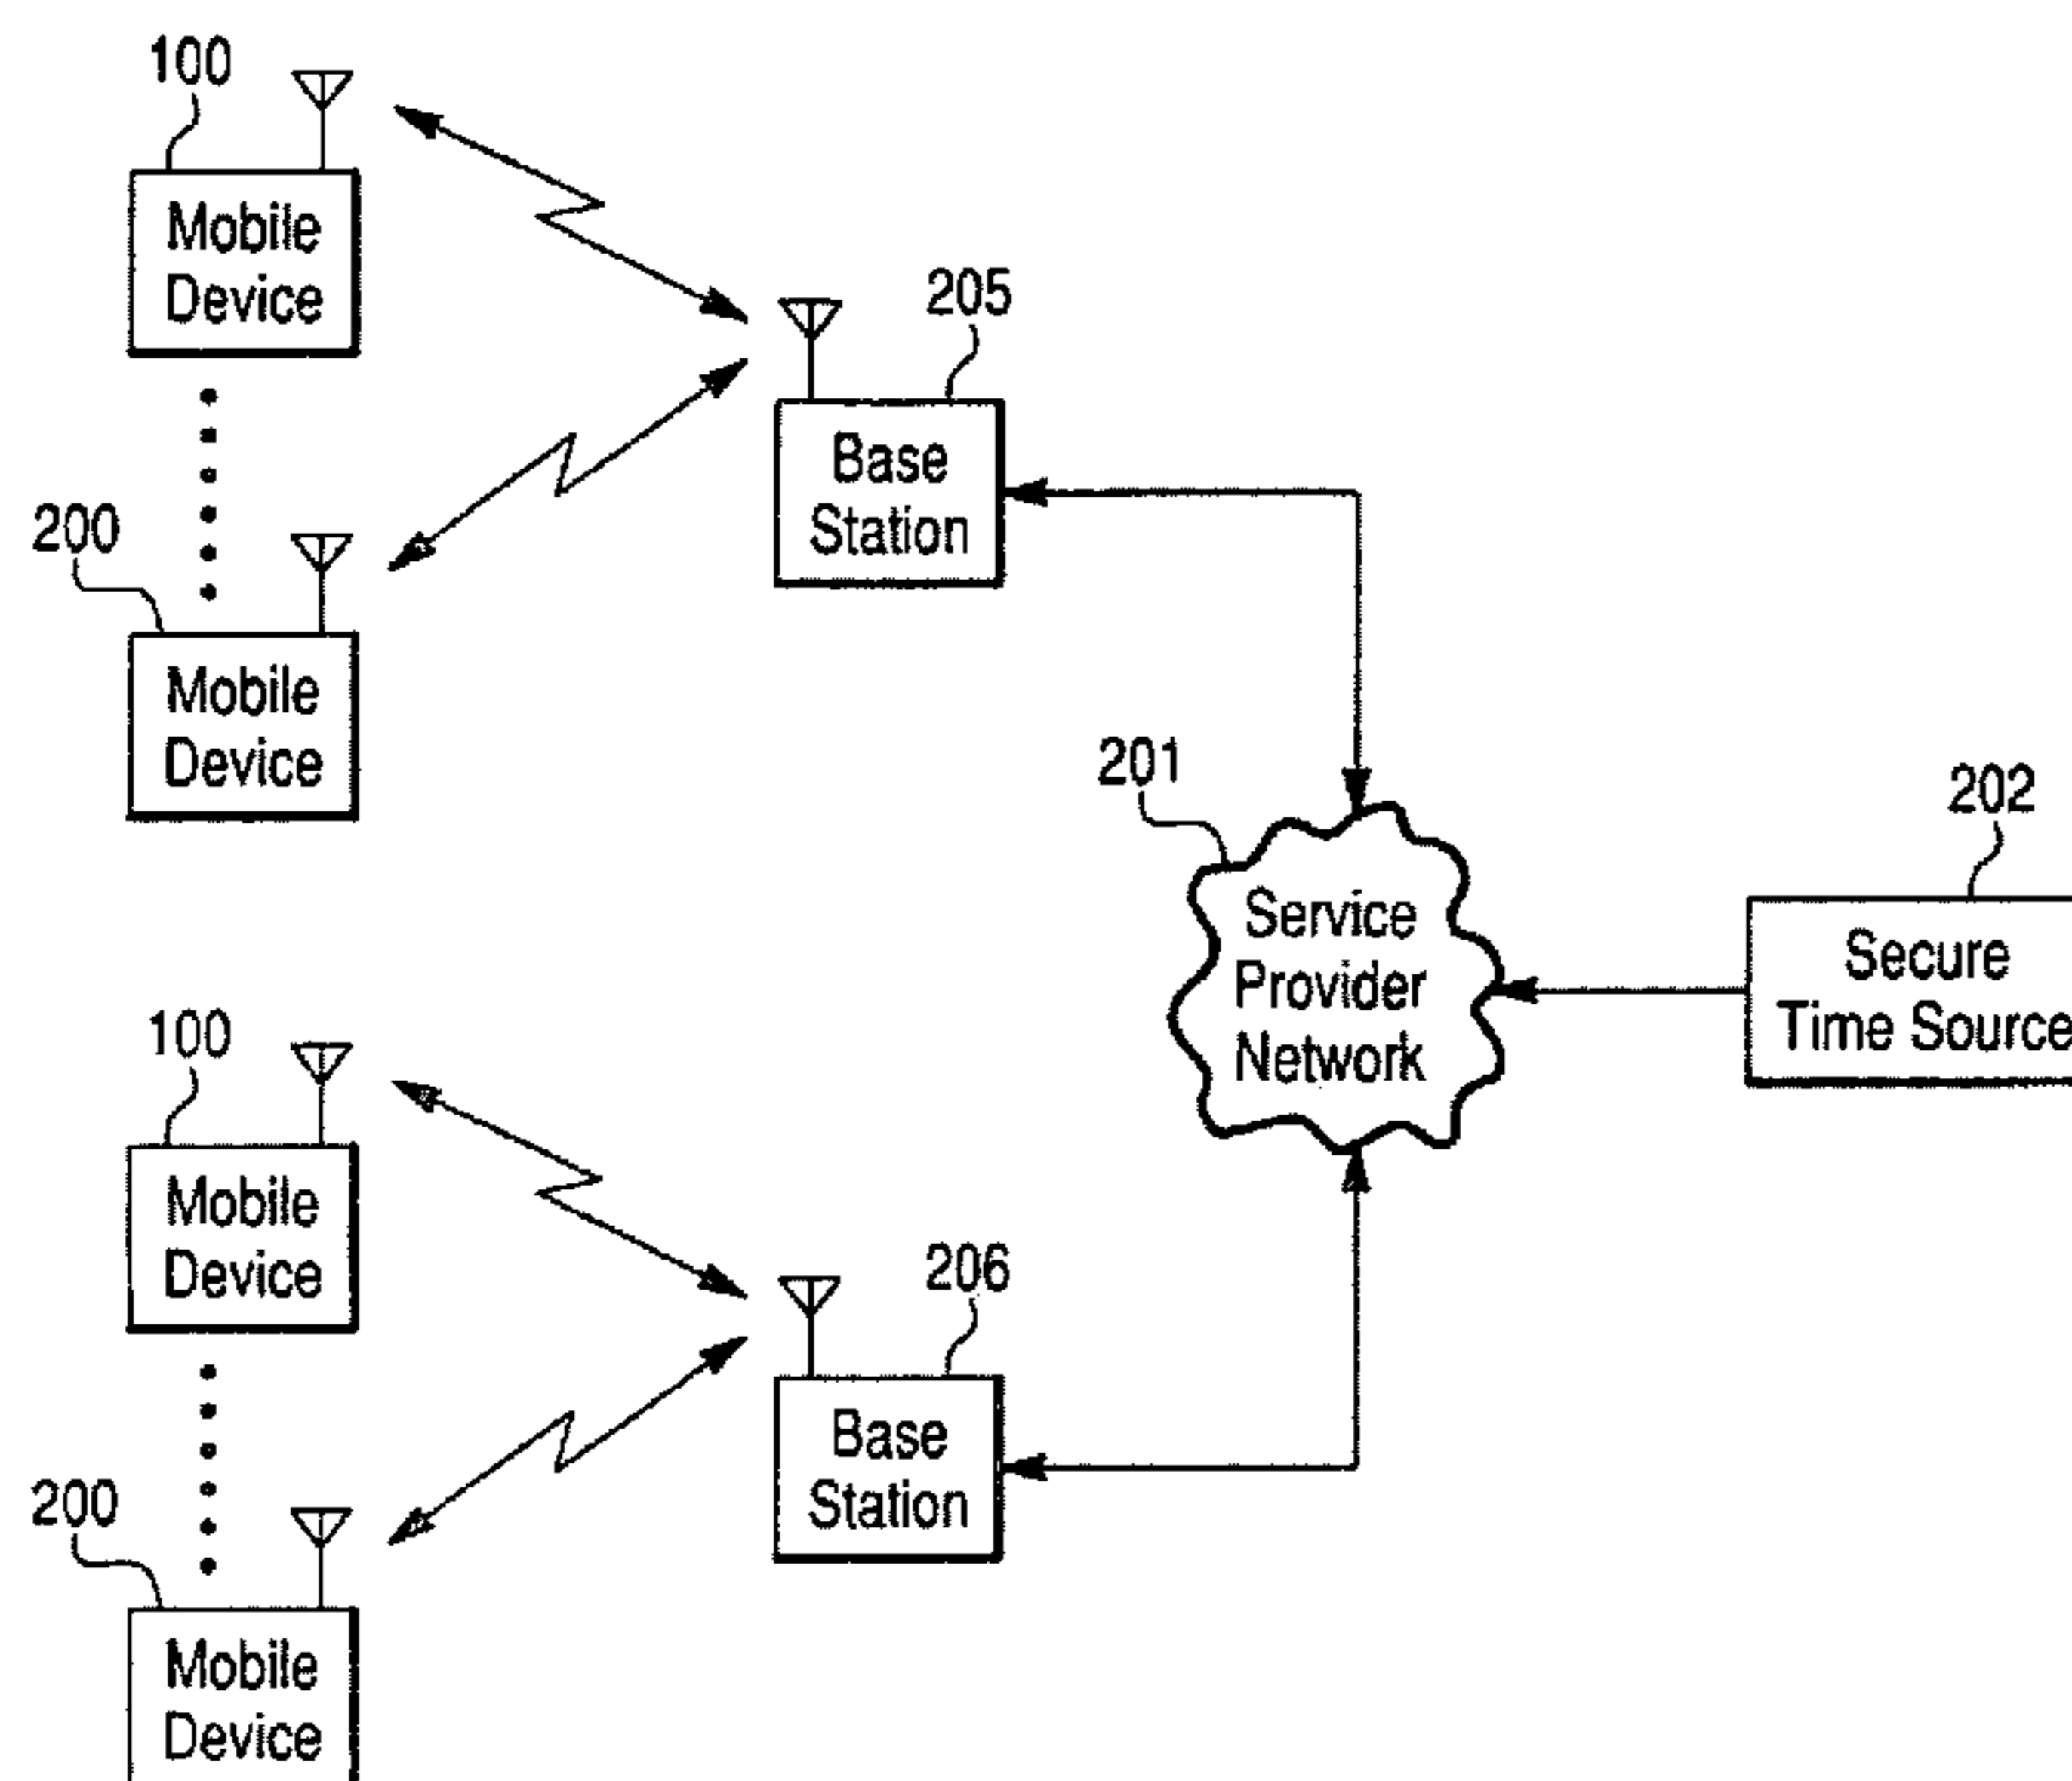 100
Mobile
Device
205
Base
Station
200
Mobile
Device
201
Service
Provider
Network
202
Secure
Time Source
100
Mobile
Device
206
Base
Station
200
Mobile
Device